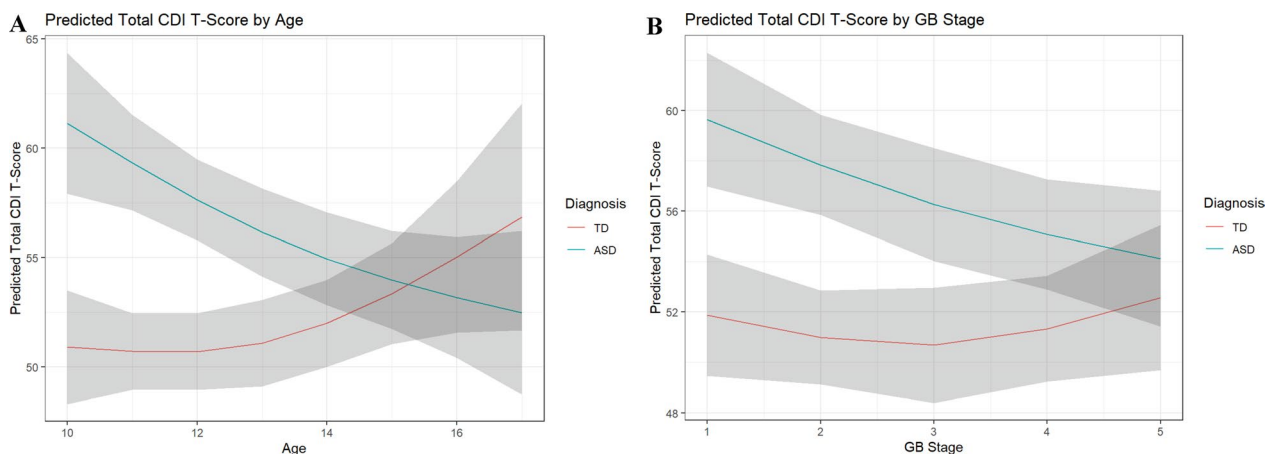 A
Predicted Total CDI T-Score by Age
Predicted Total CDI T-Score
65
60
55
50
10
12
14
16
Age
Diagnosis
TD
ASD
B
Predicted Total CDI T-Score by GB Stage
Predicted Total CDI T-Score
60
56
52
48
1
2
3
4
5
GB Stage
Diagnosis
TD
ASD